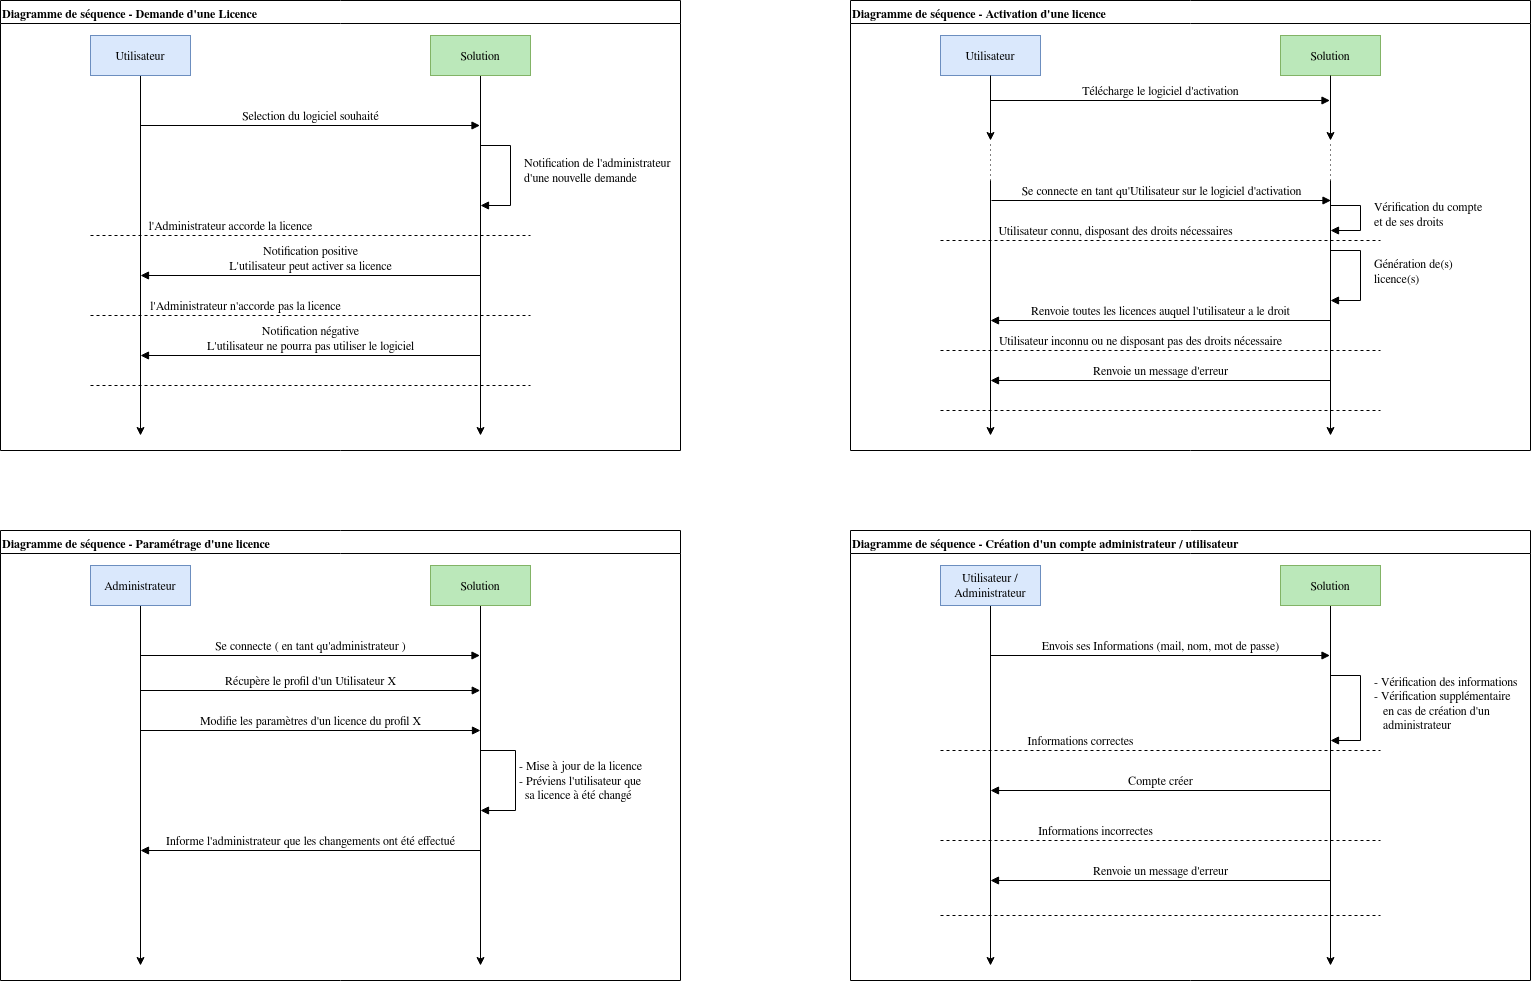 Diagramme de séquence - Demande d'une Licence
Utilisateur
Solution
Selection du logiciel souhaité
Notification de l'administrateur
d'une nouvelle demande
l'Administrateur accorde la licence
Notification positive
L'utilisateur peut activer sa licence
l'Administrateur n'accorde pas la licence
Notification négative
L'utilisateur ne pourra pas utiliser le logiciel
Diagramme de séquence - Activation d'une licence
Utilisateur
Solution
Télécharge le logiciel d'activation
Se connecte en tant qu'Utilisateur sur le logiciel d'activation
Vérification du compte
et de ses droits
Utilisateur connu, disposant des droits nécessaires
Génération de(s)
licence(s)
Renvoie toutes les licences auquel l'utilisateur a le droit
Utilisateur inconnu ou ne disposant pas des droits nécessaire
Renvoie un message d'erreur
Diagramme de séquence - Paramétrage d'une licence
Administrateur
Solution
Se connecte ( en tant qu'administrateur )
Récupère le profil d'un Utilisateur X
Modifie les paramètres d'un licence du profil X
- Mise à jour de la licence
- Préviens l'utilisateur que
sa licence à été changé
Informe l'administrateur que les changements ont été effectué
Diagramme de séquence - Création d'un compte administrateur / utilisateur
Utilisateur /
Administrateur
Solution
Envois ses Informations (mail, nom, mot de passe)
- Vérification des informations
- Vérification supplémentaire
en cas de création d'un
administrateur
Informations correctes
Compte créer
Informations incorrectes
Renvoie un message d'erreur